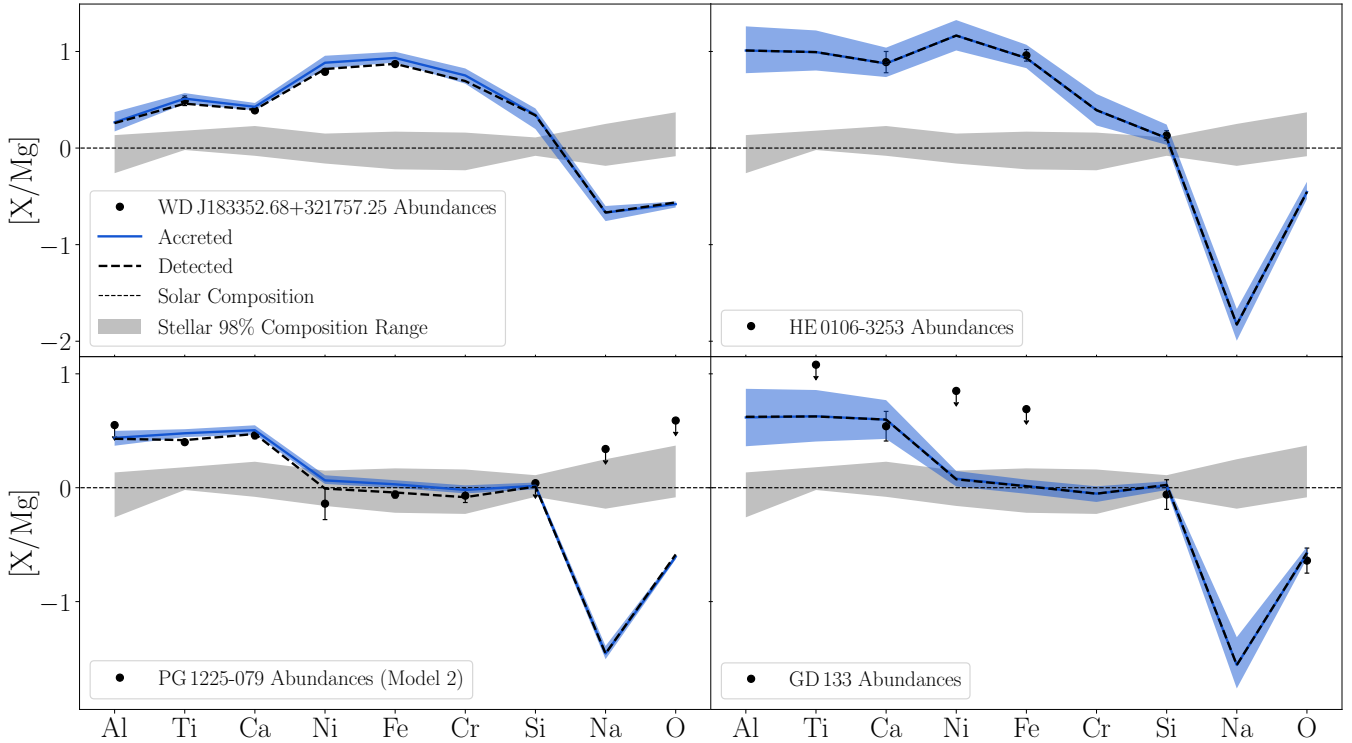 [X/Mg]
1
0
−1
−2
WD J183352.68+321757.25 Abundances
Accreted
Detected
Solar Composition
Stellar 98% Composition Range
HE 0106-3253 Abundances
[X/Mg]
1
0
−1
PG 1225-079 Abundances (Model 2)
GD 133 Abundances
Al Ti Ca Ni Fe Cr Si Na O
Al Ti Ca Ni Fe Cr Si Na O